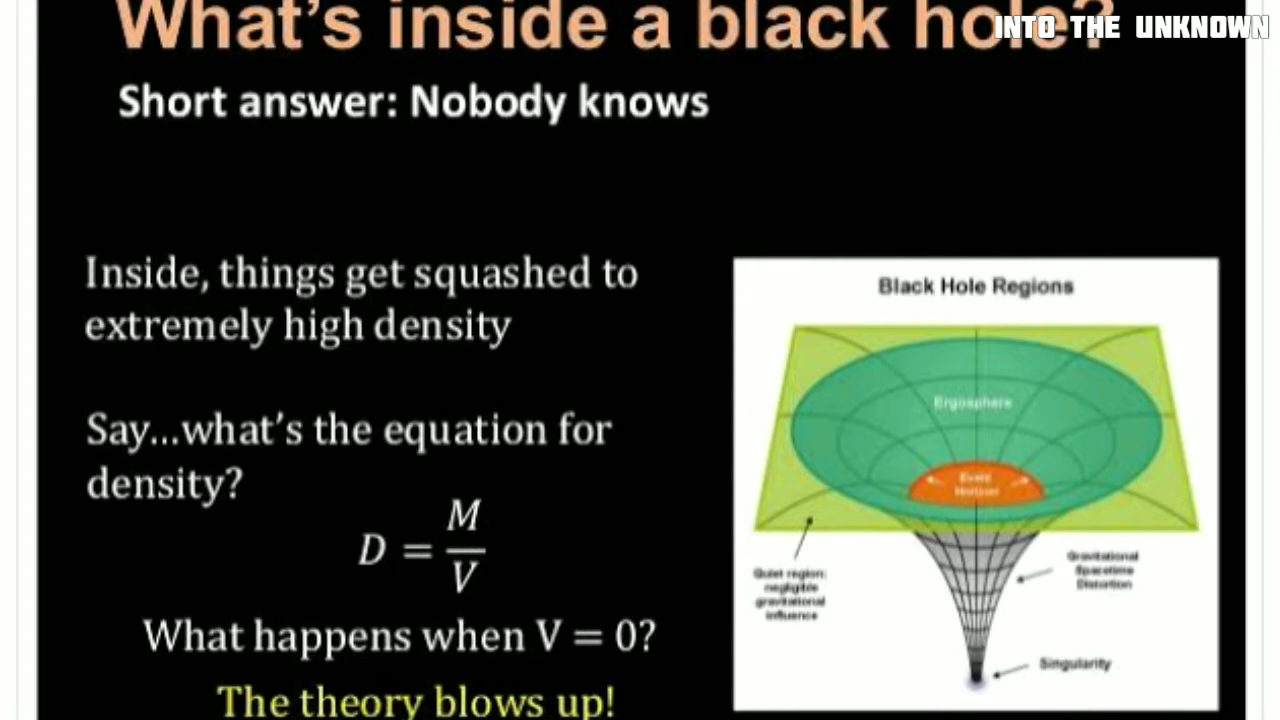 What's inside a black hole?
INTO THE UNKNOWN
Short answer: Nobody knows
Inside, things get squashed to
extremely high density
Say...what's the equation for
density?
D = M/V
What happens when V = 0?
The theory blows up!
Black Hole Regions
Ergosphere
Event
Horizon
Quiet region:
negligible
gravitational
influence
Gravitational
Spacetime
Distortion
Singularity